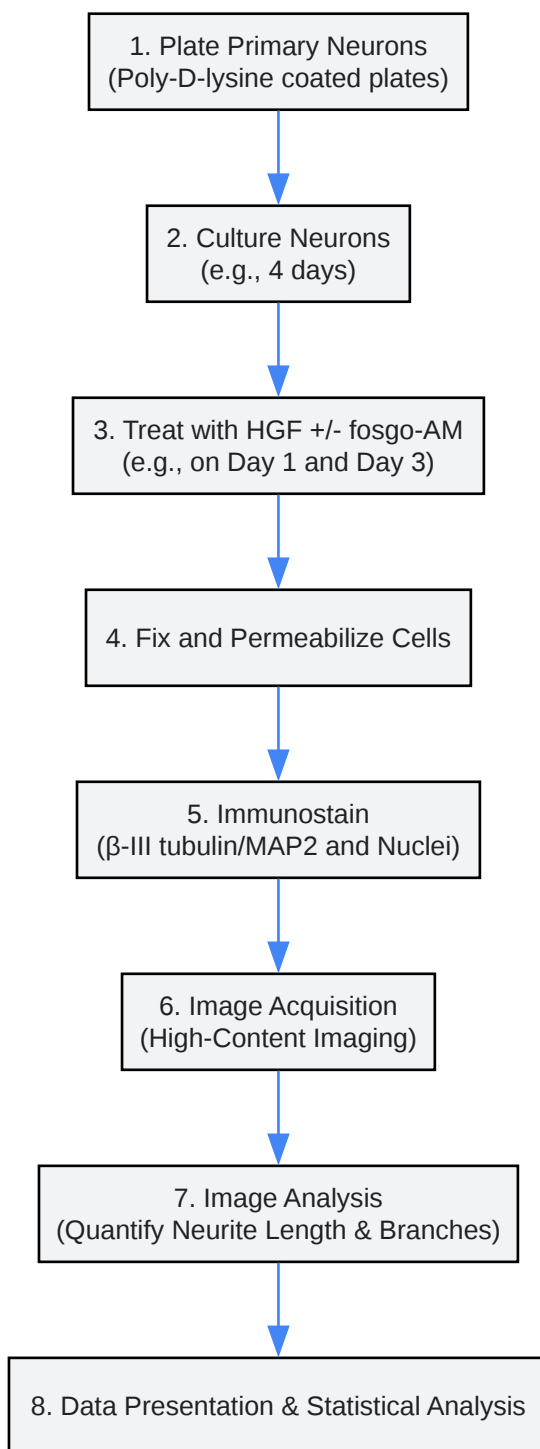 1. Plate Primary Neurons
(Poly-D-lysine coated plates)
2. Culture Neurons
(e.g., 4 days)
3. Treat with HGF +/- fosgo-AM
(e.g., on Day 1 and Day 3)
4. Fix and Permeabilize Cells
5. Immunostain
(β-III tubulin/MAP2 and Nuclei)
6. Image Acquisition
(High-Content Imaging)
7. Image Analysis
(Quantify Neurite Length & Branches)
8. Data Presentation & Statistical Analysis